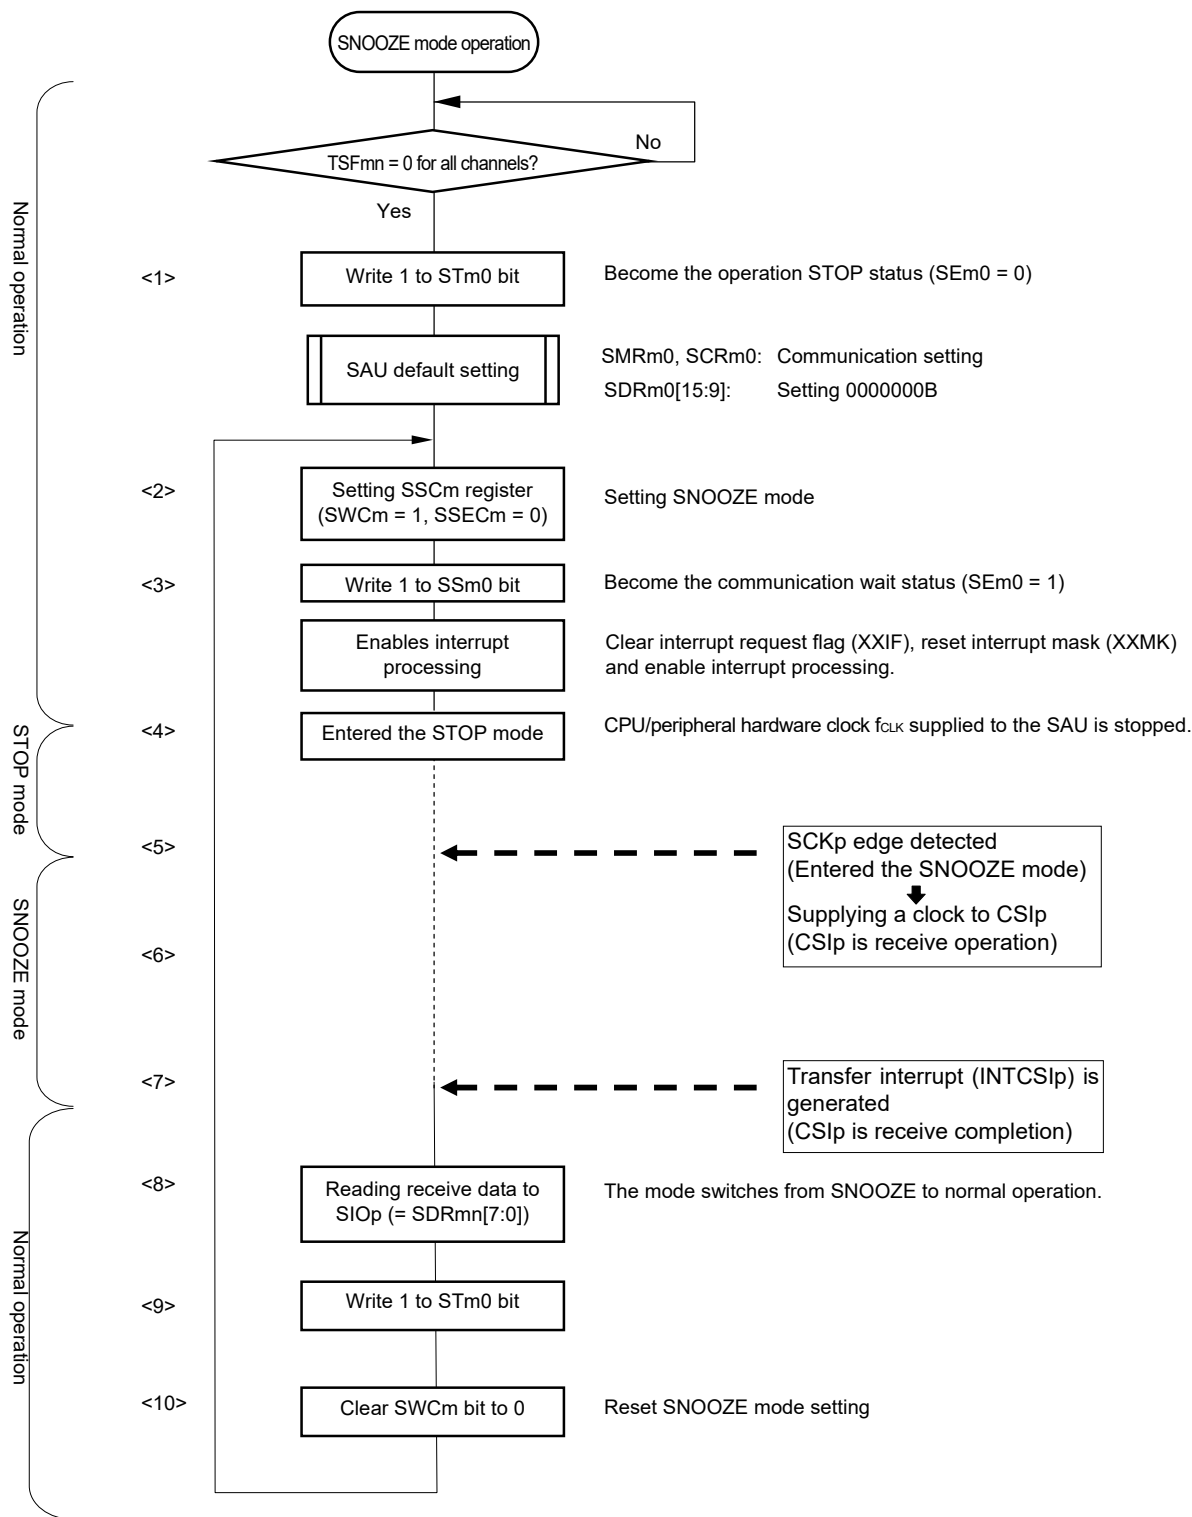 SNOOZE mode operation
No
TSFmn = 0 for all channels?
Yes
Normal operation
<1>
Write 1 to STm0 bit
Become the operation STOP status (SEm0 = 0)
SAU default setting
SMRm0, SCRm0: Communication setting
SDRm0[15:9]: Setting 0000000B
<2>
Setting SSCm register
(SWCm = 1, SSECm = 0)
Setting SNOOZE mode
<3>
Write 1 to SSm0 bit
Become the communication wait status (SEm0 = 1)
Enables interrupt
processing
Clear interrupt request flag (XXIF), reset interrupt mask (XXMK)
and enable interrupt processing.
STOP mode
<4>
Entered the STOP mode
CPU/peripheral hardware clock fCLK supplied to the SAU is stopped.
<5>
SCKp edge detected
(Entered the SNOOZE mode)
Supplying a clock to CSIp
(CSIp is receive operation)
SNOOZE mode
<6>
<7>
Transfer interrupt (INTCSIp) is
generated
(CSIp is receive completion)
Normal operation
<8>
Reading receive data to
SIOp (= SDRmn[7:0])
The mode switches from SNOOZE to normal operation.
<9>
Write 1 to STm0 bit
<10>
Clear SWCm bit to 0
Reset SNOOZE mode setting